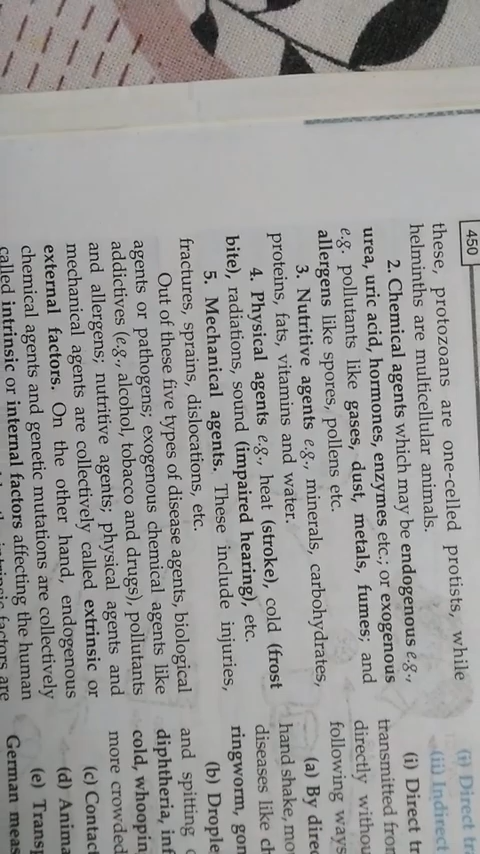 450
these, protozoans are one-celled protists, while
helminths are multicellular animals.
2. Chemical agents which may be endogenous e.g.,
urea, uric acid, hormones, enzymes etc.; or exogenous
e.g. pollutants like gases, dust, metals, fumes; and
allergens like spores, pollens etc.
3. Nutritive agents e.g., minerals, carbohydrates,
proteins, fats, vitamins and water.
4. Physical agents e.g., heat (stroke), cold (frost
bite), radiations, sound (impaired hearing), etc.
5. Mechanical agents. These include injuries,
fractures, sprains, dislocations, etc.
Out of these five types of disease agents, biological
agents or pathogens; exogenous chemical agents like
addictives (e.g., alcohol, tobacco and drugs), pollutants
and allergens; nutritive agents; physical agents and
mechanical agents are collectively called extrinsic or
external factors. On the other hand, endogenous
chemical agents and genetic mutations are collectively
called intrinsic or internal factors affecting the human
factors are
(i) Direct tr
(ii) Indirect
(i) Direct tr
transmitted from
directly withou
following ways
(a) By direc
hand shake, mo
diseases like ch
ringworm, gon
(b) Drople
and spitting
diphtheria, inf
cold, whoopin
more crowded
(c) Contac
(d) Anima
(e) Transp
German meas